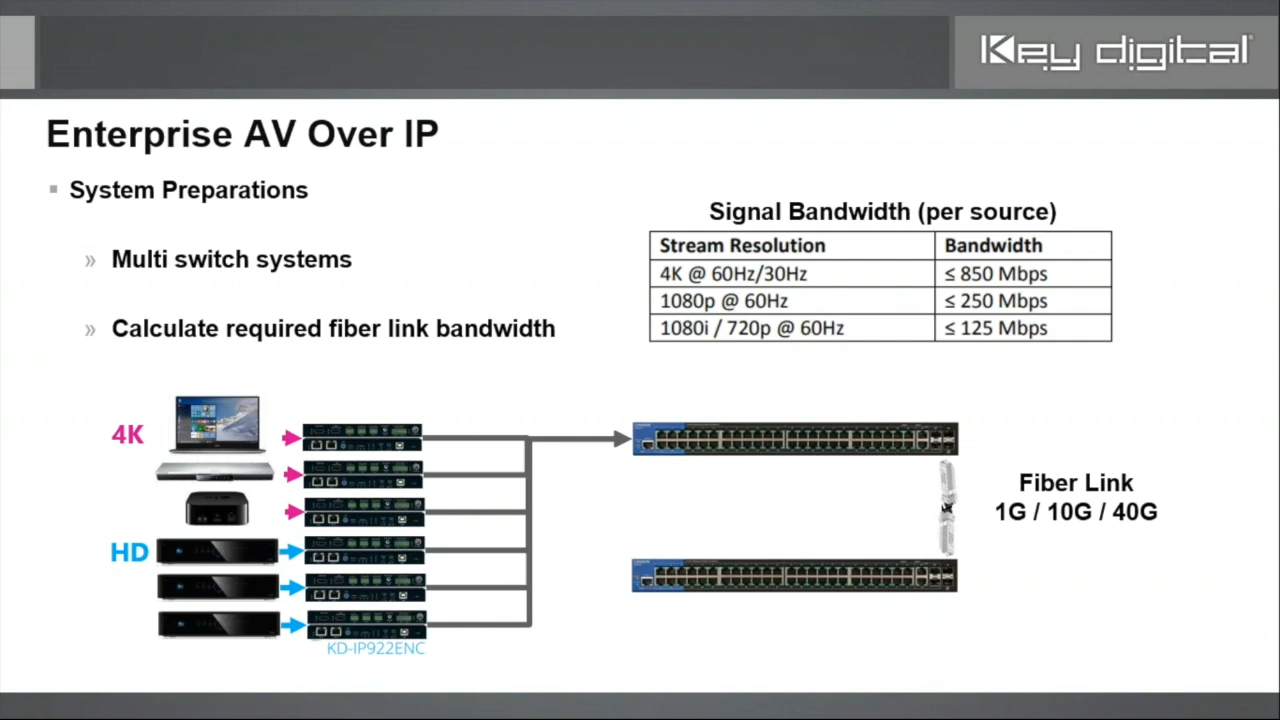 Key digital
Enterprise AV Over IP
System Preparations
Multi switch systems
Calculate required fiber link bandwidth
Signal Bandwidth (per source)
Stream Resolution Bandwidth
4K @ 60Hz/30Hz ≤ 850 Mbps
1080p @ 60Hz ≤ 250 Mbps
1080i / 720p @ 60Hz ≤ 125 Mbps
4K
HD
KD-IP922ENC
Fiber Link
1G / 10G / 40G